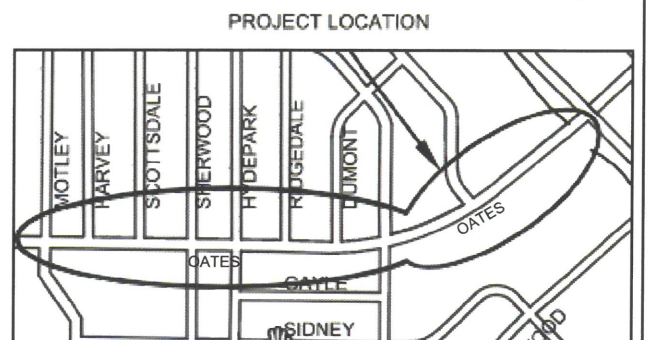 PROJECT LOCATION
MOTLEY
HARVEY
SCOTTSDALE
SHERWOOD
HYDEPARK
RIDGEDALE
DUMONT
OATES
OATES
GAYLE
SIDNEY